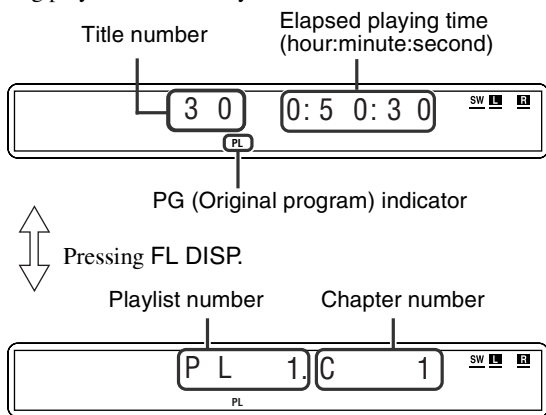 Title number
Elapsed playing time
(hour:minute:second)
3 0 0:5 0:3 0 SW L R
PL
PG (Original program) indicator
Pressing FL DISP.
Playlist number Chapter number
P L 1. C 1 SW L R
PL